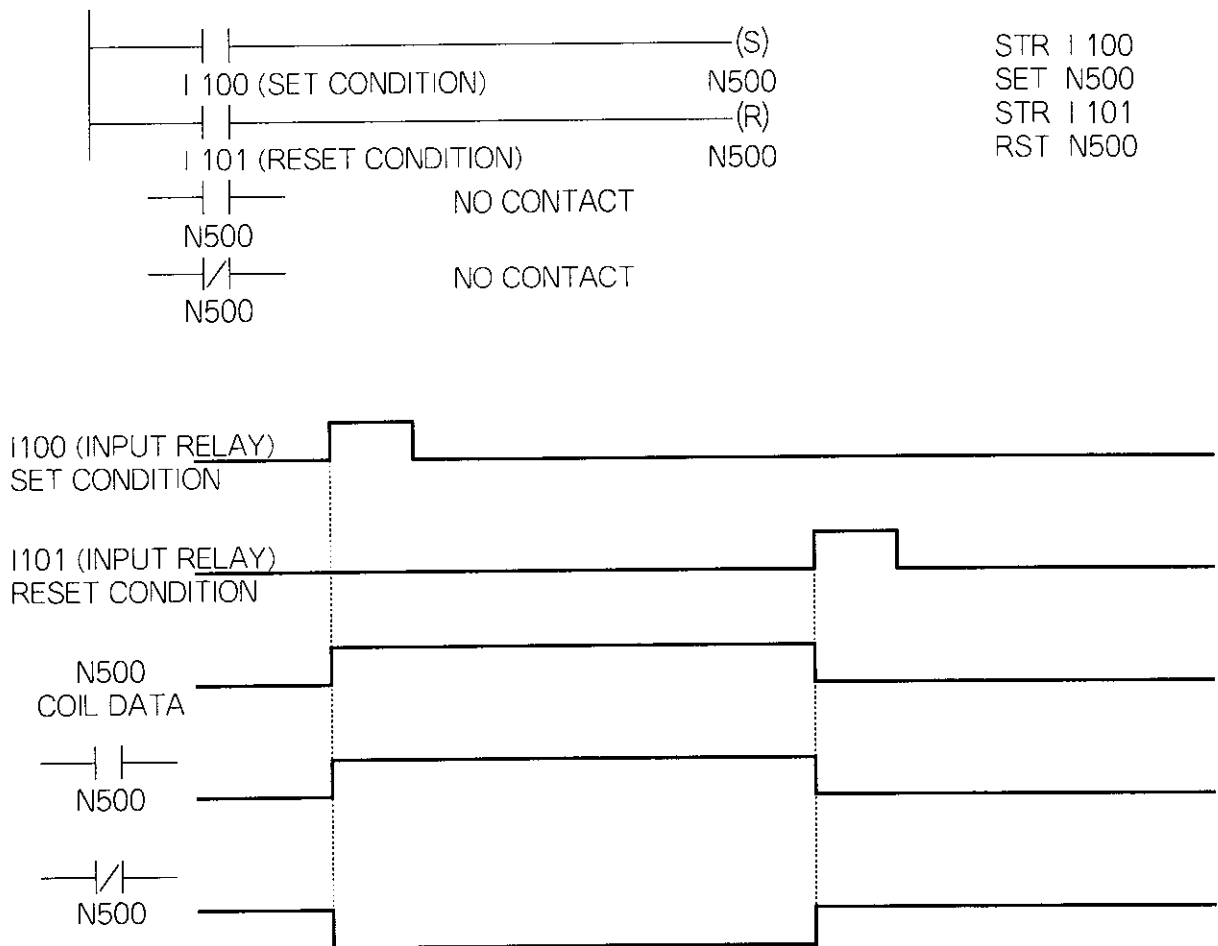 (S)
STR I 100
I 100 (SET CONDITION)
N500
SET N500
(R)
STR I 101
I 101 (RESET CONDITION)
N500
RST N500
NO CONTACT
N500
NO CONTACT
N500
I100 (INPUT RELAY)
SET CONDITION
I101 (INPUT RELAY)
RESET CONDITION
N500
COIL DATA
N500
N500